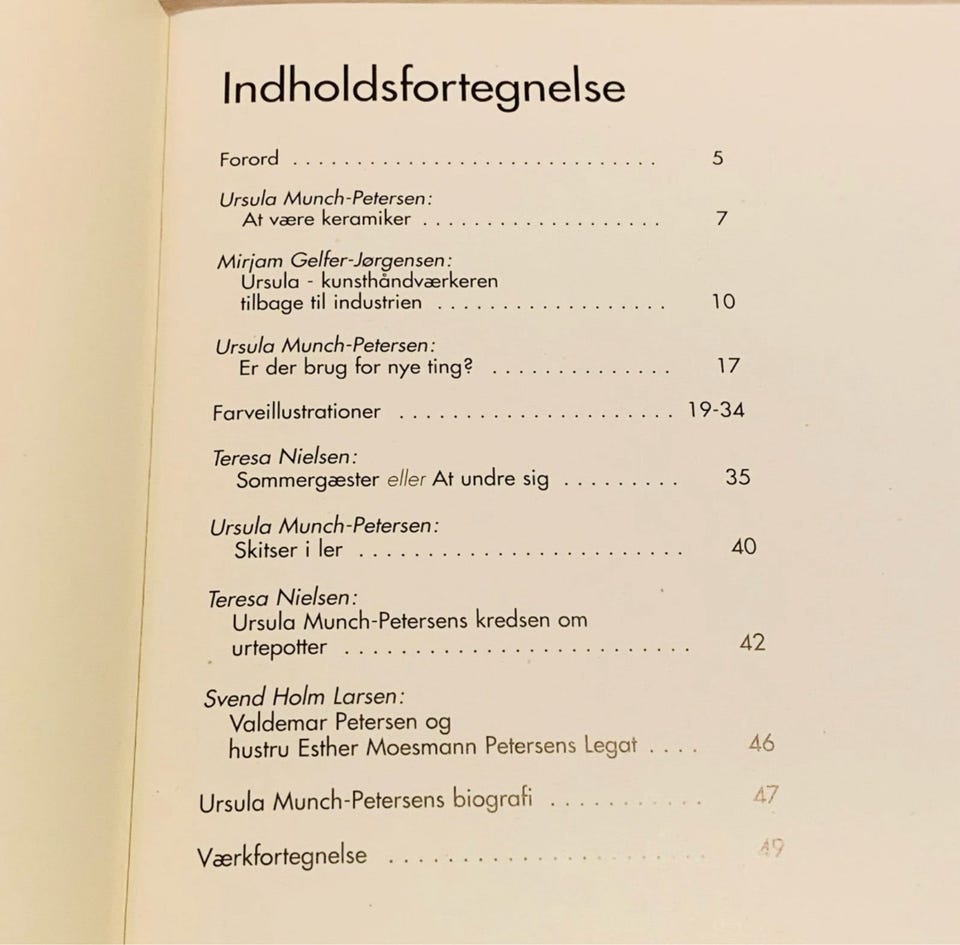 Indholdsfortegnelse
Forord . . . . . . . . . . . . . . . . . . . . . . . . . . . . . 5
Ursula Munch-Petersen:
At være keramiker . . . . . . . . . . . . . . . . . . . 7
Mirjam Gelfer-Jørgensen:
Ursula - kunsthåndværkeren
tilbage til industrien . . . . . . . . . . . . . . . . . . 10
Ursula Munch-Petersen:
Er der brug for nye ting? . . . . . . . . . . . . . . 17
Farveillustrationer . . . . . . . . . . . . . . . . . . . . . . 19-34
Teresa Nielsen:
Sommergæster eller At undre sig . . . . . . . . . 35
Ursula Munch-Petersen:
Skitser i ler . . . . . . . . . . . . . . . . . . . . . . . . . 40
Teresa Nielsen:
Ursula Munch-Petersens kredsen om
urtepotter . . . . . . . . . . . . . . . . . . . . . . . . . 42
Svend Holm Larsen:
Valdemar Petersen og
hustru Esther Moesmann Petersens Legat . . . . 46
Ursula Munch-Petersens biografi . . . . . . . . . . . 47
Værkfortegnelse . . . . . . . . . . . . . . . . . . . . . . . 49